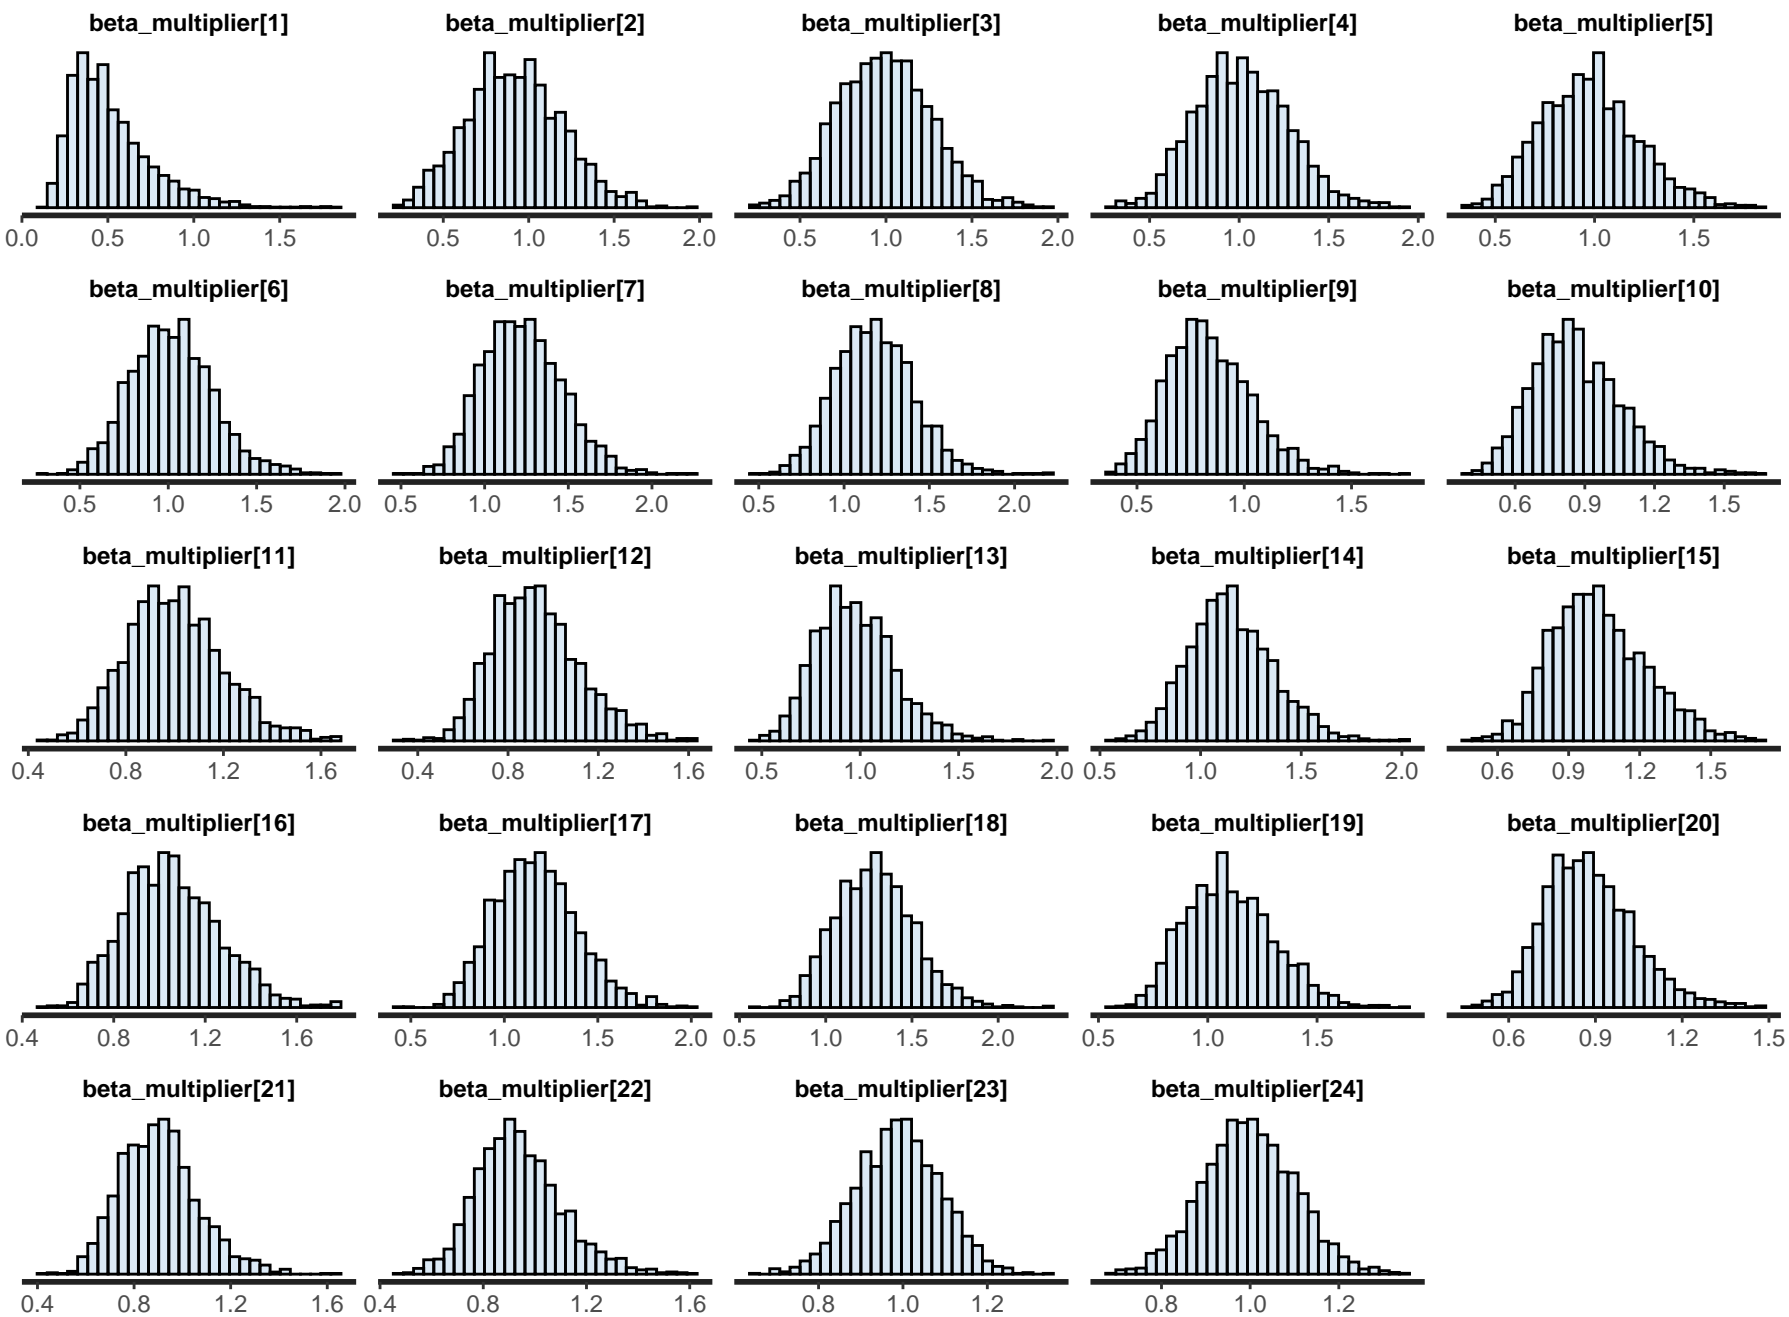 beta_multiplier[1] beta_multiplier[2] beta_multiplier[3] beta_multiplier[4] beta_multiplier[5]
0.0 0.5 1.0 1.5 0.5 1.0 1.5 2.0 0.5 1.0 1.5 2.0 0.5 1.0 1.5 2.0 0.5 1.0 1.5
beta_multiplier[6] beta_multiplier[7] beta_multiplier[8] beta_multiplier[9] beta_multiplier[10]
0.5 1.0 1.5 2.0 0.5 1.0 1.5 2.0 0.5 1.0 1.5 2.0 0.5 1.0 1.5 0.6 0.9 1.2 1.5
beta_multiplier[11] beta_multiplier[12] beta_multiplier[13] beta_multiplier[14] beta_multiplier[15]
0.4 0.8 1.2 1.6 0.4 0.8 1.2 1.6 0.5 1.0 1.5 2.0 0.5 1.0 1.5 2.0 0.6 0.9 1.2 1.5
beta_multiplier[16] beta_multiplier[17] beta_multiplier[18] beta_multiplier[19] beta_multiplier[20]
0.4 0.8 1.2 1.6 0.5 1.0 1.5 2.0 0.5 1.0 1.5 2.0 0.5 1.0 1.5 0.6 0.9 1.2 1.5
beta_multiplier[21] beta_multiplier[22] beta_multiplier[23] beta_multiplier[24]
0.4 0.8 1.2 1.6 0.4 0.8 1.2 1.6 0.8 1.0 1.2 0.8 1.0 1.2